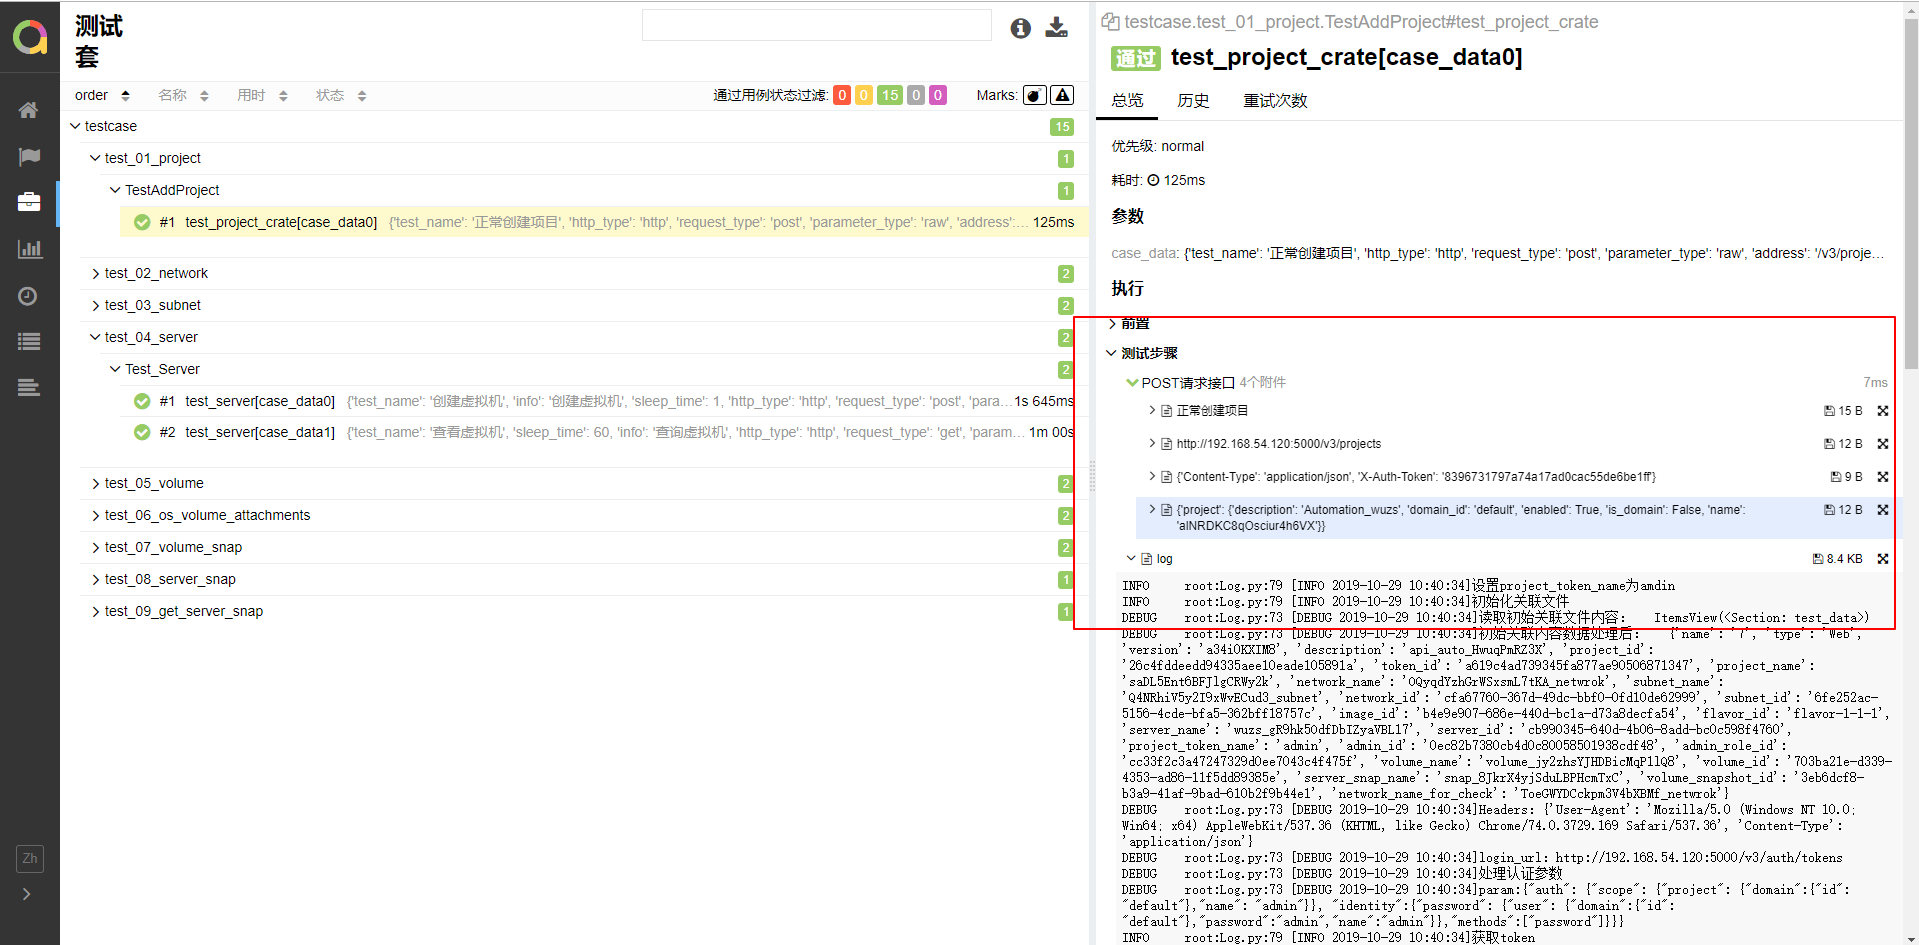 测试
套
order 名称 用时 状态 通过用例状态过滤: 0 0 15 0 0 Marks:
testcase 15
test_01_project 1
TestAddProject 1
#1 test_project_crate[case_data0] {'test_name': '正常创建项目', 'http_type': 'http', 'request_type': 'post', 'parameter_type': 'raw', 'address':... 125ms
test_02_network 2
test_03_subnet 2
test_04_server 2
Test_Server 2
#1 test_server[case_data0] {'test_name': '创建虚拟机', 'info': '创建虚拟机', 'sleep_time': 1, 'http_type': 'http', 'request_type': 'post', 'para... 1s 645ms
#2 test_server[case_data1] {'test_name': '查看虚拟机', 'sleep_time': 60, 'info': '查询虚拟机', 'http_type': 'http', 'request_type': 'get', 'param... 1m 00s
test_05_volume 2
test_06_os_volume_attachments 2
test_07_volume_snap 2
test_08_server_snap 1
test_09_get_server_snap 1
Zh
testcase.test_01_project.TestAddProject#test_project_crate
通过 test_project_crate[case_data0]
总览 历史 重试次数
优先级: normal
耗时: 125ms
参数
case_data: {'test_name': '正常创建项目', 'http_type': 'http', 'request_type': 'post', 'parameter_type': 'raw', 'address': '/v3/proje...
执行
前置
测试步骤
POST请求接口 4个附件 7ms
正常创建项目 15 B
http://192.168.54.120:5000/v3/projects 12 B
{'Content-Type': 'application/json', 'X-Auth-Token': '8396731797a74a17ad0cac55de6be1ff'} 9 B
{'project': {'description': 'Automation_wuzs', 'domain_id': 'default', 'enabled': True, 'is_domain': False, 'name': 12 B
'alNRDKC8qOsciur4h6VX'}}
log 8.4 KB
INFO root:Log.py:79 [INFO 2019-10-29 10:40:34]设置project_token_name为amdin
INFO root:Log.py:79 [INFO 2019-10-29 10:40:34]初始化关联文件
DEBUG root:Log.py:73 [DEBUG 2019-10-29 10:40:34]读取初始关联文件内容: ItemsView(<Section: test_data>)
DEBUG root:Log.py:73 [DEBUG 2019-10-29 10:40:34]初始关联内容数据处理后: {'name': '7', 'type': 'Web',
'version': 'a34iOKXIM8', 'description': 'api_auto_HwuqPmRZ3X', 'project_id':
'26c4fddeedd94335aee10eade105891a', 'token_id': 'a619c4ad739345fa877ae90506871347', 'project_name':
'saDL5Ent6BFJlgCRWy2k', 'network_name': 'OQyqdYzhGrWSxsmL7tKA_netwrok', 'subnet_name':
'Q4NRhiV5y2I9xWvECud3_subnet', 'network_id': 'cfa67760-367d-49dc-bbf0-0fd10de62999', 'subnet_id': '6fe252ac-
5156-4cde-bfa5-362bff18757c', 'image_id': 'b4e9e907-686e-440d-bc1a-d73a8decfa54', 'flavor_id': 'flavor-1-1-1',
'server_name': 'wuzs_gR9hk5OdfDbIZyaVBL17', 'server_id': 'cb990345-640d-4b06-8add-bc0c598f4760',
'project_token_name': 'admin', 'admin_id': '0ec82b7380cb4d0c80058501938cdf48', 'admin_role_id':
'cc33f2c3a47247329d0ee7043c4f475f', 'volume_name': 'volume_jy2zhsYJHDBicMqP1lQ8', 'volume_id': '703ba21e-d339-
4353-ad86-11f5dd89385e', 'server_snap_name': 'snap_8JkrX4yjSduLBPHcmTxC', 'volume_snapshot_id': '3eb6dcf8-
b3a9-41af-9bad-610b2f9b44e1', 'network_name_for_check': 'ToeGWYDCckpm3V4bXBMf_netwrok'}
DEBUG root:Log.py:73 [DEBUG 2019-10-29 10:40:34]Headers: {'User-Agent': 'Mozilla/5.0 (Windows NT 10.0;
Win64; x64) AppleWebKit/537.36 (KHTML, like Gecko) Chrome/74.0.3729.169 Safari/537.36', 'Content-Type':
'application/json'}
DEBUG root:Log.py:73 [DEBUG 2019-10-29 10:40:34]login_url: http://192.168.54.120:5000/v3/auth/tokens
DEBUG root:Log.py:73 [DEBUG 2019-10-29 10:40:34]处理认证参数
DEBUG root:Log.py:73 [DEBUG 2019-10-29 10:40:34]param:{"auth": {"scope": {"project": {"domain":{"id":
"default"},"name": "admin"}}, "identity":{"password": {"user": {"domain":{"id":
"default"},"password":"admin","name":"admin"}},"methods":["password"]}}}
INFO root:Log.py:79 [INFO 2019-10-29 10:40:34]获取token